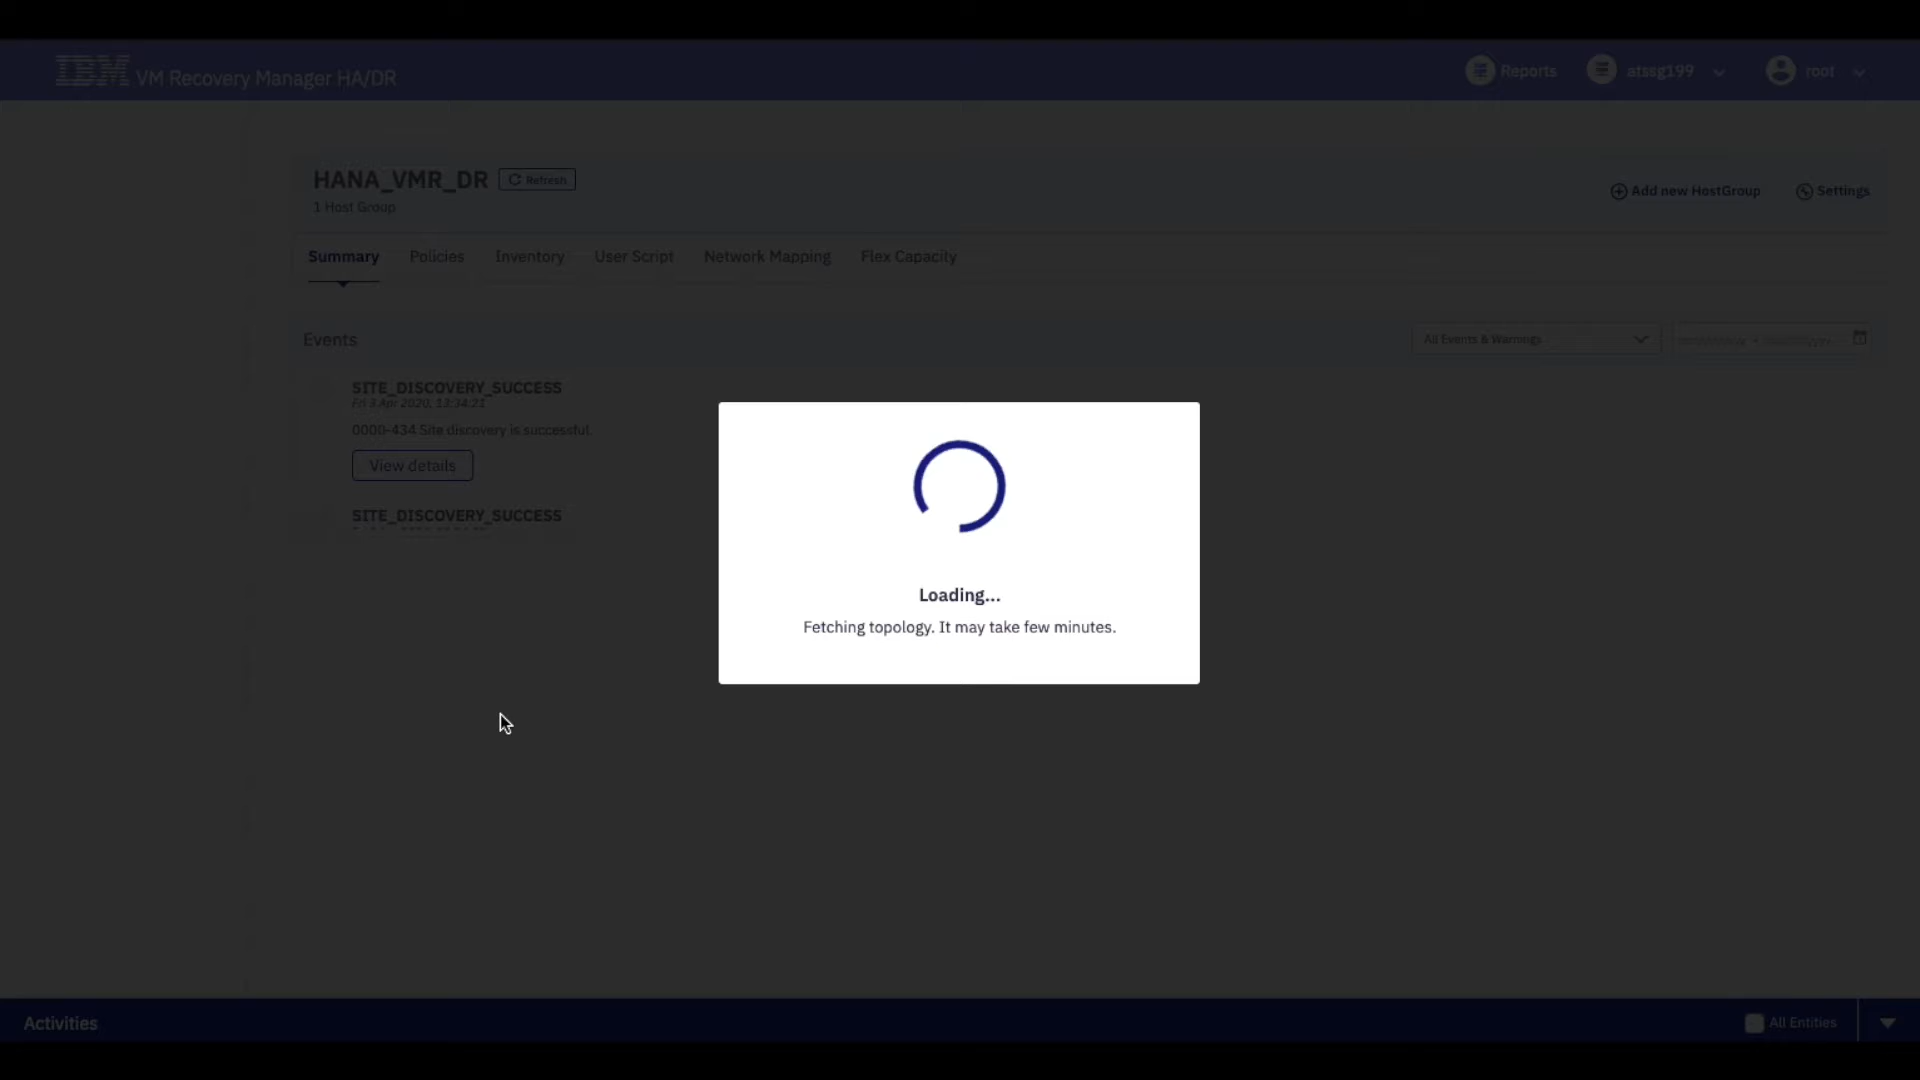 IBM VM Recovery Manager HA/DR
Reports
atssg199
root
HANA_VMR_DR
Refresh
1 Host Group
Add new HostGroup
Settings
Summary
Policies
Inventory
User Script
Network Mapping
Flex Capacity
Events
All Events & Warnings
SITE_DISCOVERY_SUCCESS
Fri 3 Apr 2020, 13:34:21
0000-434 Site discovery is successful.
View details
SITE_DISCOVERY_SUCCESS
Loading...
Fetching topology. It may take few minutes.
Activities
All Entities